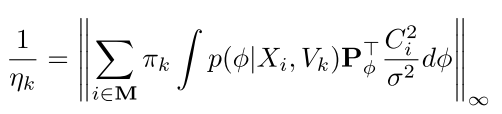 $$\frac{1}{\eta_k} = \left\| \sum_{i \in \mathbf{M}} \pi_k \int p(\phi | X_i, V_k) \mathbf{P}_\phi^\top \frac{C_i^2}{\sigma^2} d\phi \right\|_\infty$$